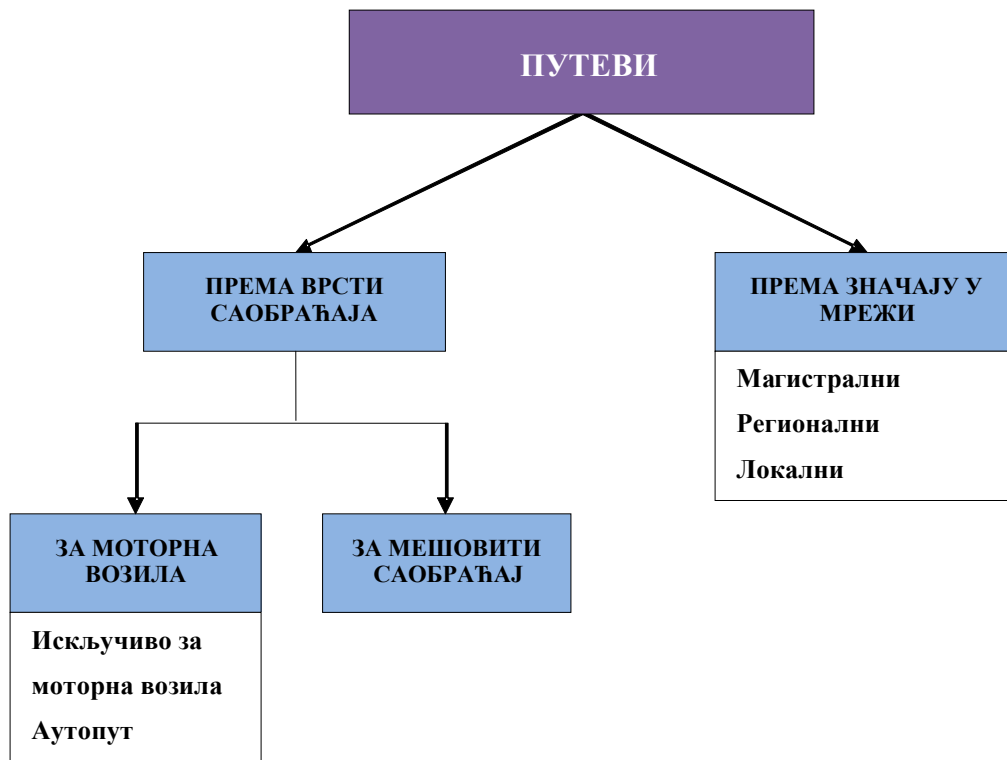 ПУТЕВИ
ПРЕМА ВРСТИ
САОБРАЋАЈА
ПРЕМА ЗНАЧАЈУ У
МРЕЖИ
Магистрални
Регионални
Локални
ЗА МОТОРНА
ВОЗИЛА
Искључиво за
моторна возила
Аутопут
ЗА МЕШОВИТИ
САОБРАЋАЈ